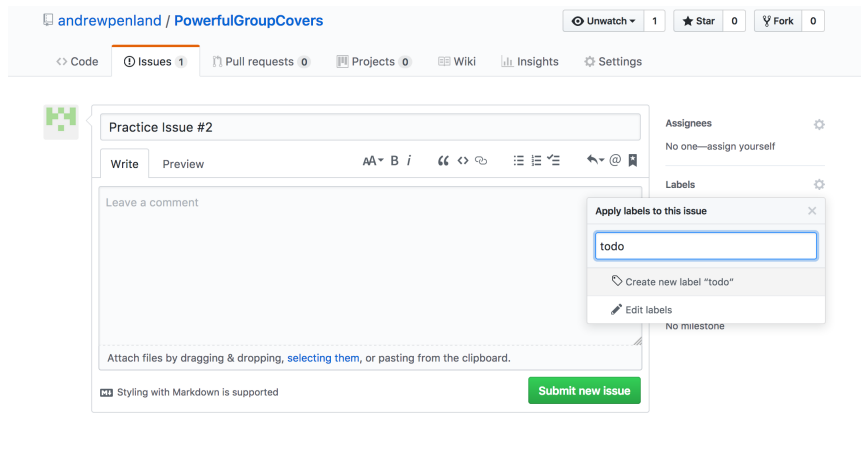 andrewpenland / PowerfulGroupCovers
Unwatch 1 Star 0 Fork 0
Code Issues 1 Pull requests 0 Projects 0 Wiki Insights Settings
Practice Issue #2
Write Preview
AA B i
Leave a comment
Attach files by dragging & dropping, selecting them, or pasting from the clipboard.
Styling with Markdown is supported
Submit new issue
Assignees
No one—assign yourself
Labels
Apply labels to this issue
todo
Create new label “todo”
Edit labels
No milestone